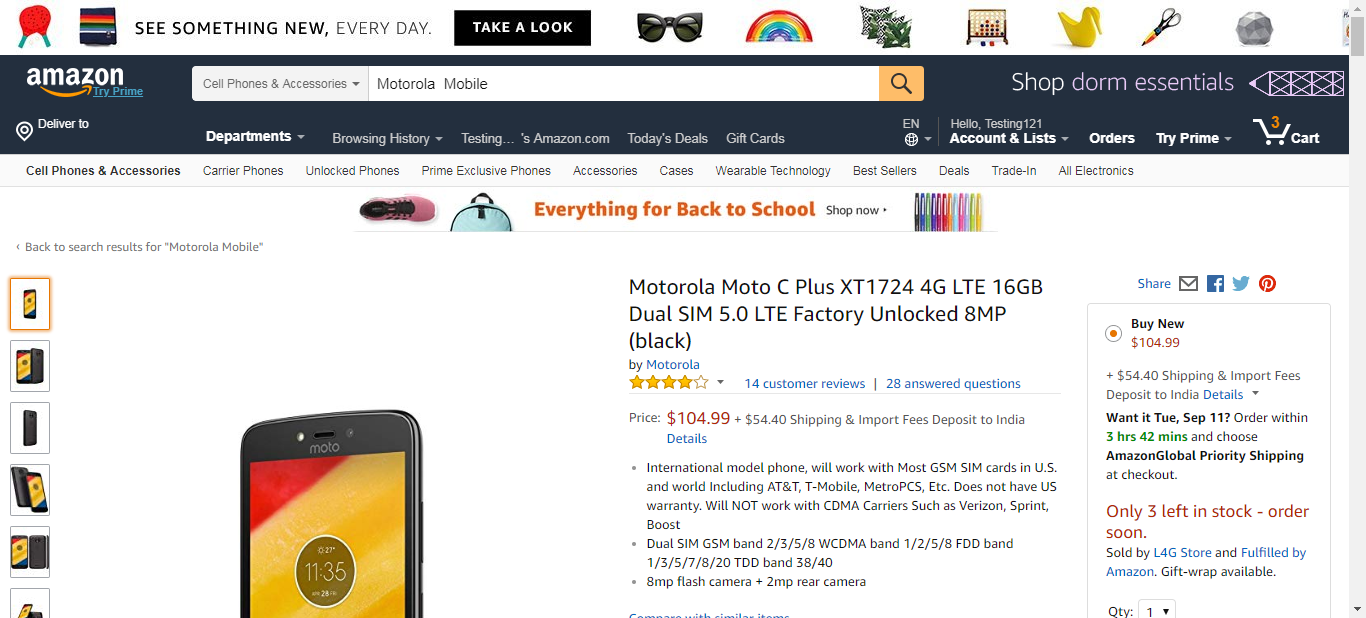 SEE SOMETHING NEW, EVERY DAY. TAKE A LOOK
amazon
Try Prime
Cell Phones & Accessories
Motorola Mobile
Shop dorm essentials
Deliver to
Departments
Browsing History
Testing... 's Amazon.com
Today's Deals
Gift Cards
EN
Hello, Testing121
Account & Lists
Orders
Try Prime
3
Cart
Cell Phones & Accessories
Carrier Phones
Unlocked Phones
Prime Exclusive Phones
Accessories
Cases
Wearable Technology
Best Sellers
Deals
Trade-In
All Electronics
Everything for Back to School Shop now ›
‹ Back to search results for "Motorola Mobile"
moto
11:35
Motorola Moto C Plus XT1724 4G LTE 16GB
Dual SIM 5.0 LTE Factory Unlocked 8MP
(black)
by Motorola
14 customer reviews | 28 answered questions
Price: $104.99 + $54.40 Shipping & Import Fees Deposit to India
Details
• International model phone, will work with Most GSM SIM cards in U.S.
and world Including AT&T, T-Mobile, MetroPCS, Etc. Does not have US
warranty. Will NOT work with CDMA Carriers Such as Verizon, Sprint,
Boost
• Dual SIM GSM band 2/3/5/8 WCDMA band 1/2/5/8 FDD band
1/3/5/7/8/20 TDD band 38/40
• 8mp flash camera + 2mp rear camera
Compare with similar items
Share
Buy New
$104.99
+ $54.40 Shipping & Import Fees
Deposit to India Details
Want it Tue, Sep 11? Order within
3 hrs 42 mins and choose
AmazonGlobal Priority Shipping
at checkout.
Only 3 left in stock - order
soon.
Sold by L4G Store and Fulfilled by
Amazon. Gift-wrap available.
Qty: 1